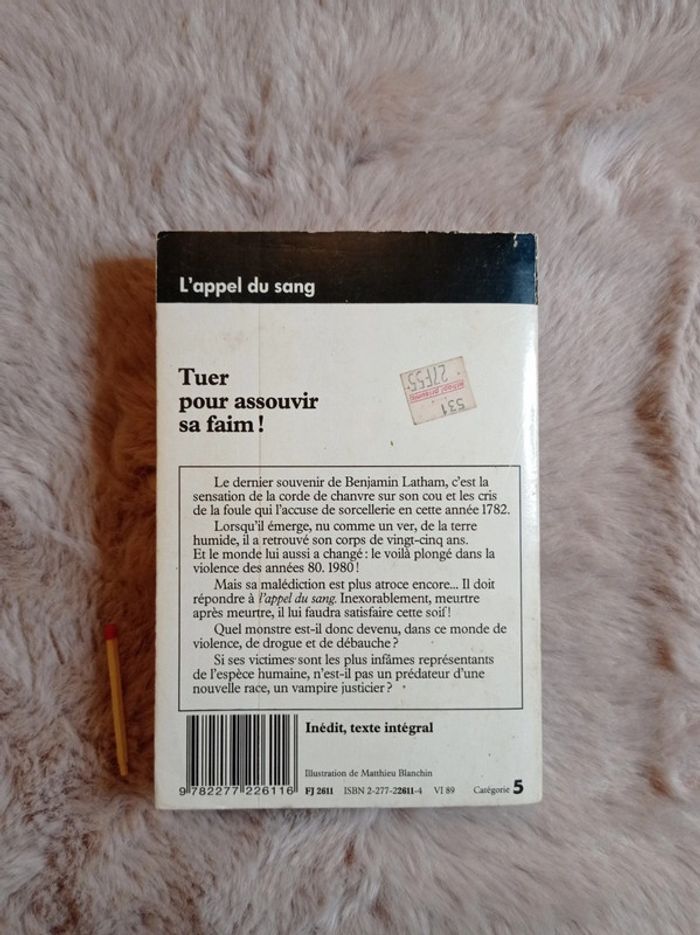 L'appel du sang
Tuer
pour assouvir
sa faim !
27F55
531
Le dernier souvenir de Benjamin Latham, c'est la
sensation de la corde de chanvre sur son cou et les cris
de la foule qui l'accuse de sorcellerie en cette année 1782.
Lorsqu'il émerge, nu comme un ver, de la terre
humide, il a retrouvé son corps de vingt-cinq ans.
Et le monde lui aussi a changé : le voilà plongé dans la
violence des années 80. 1980 !
Mais sa malédiction est plus atroce encore... Il doit
répondre à l'appel du sang. Inexorablement, meurtre
après meurtre, il lui faudra satisfaire cette soif !
Quel monstre est-il donc devenu, dans ce monde de
violence, de drogue et de débauche ?
Si ses victimes sont les plus infâmes représentants
de l'espèce humaine, n'est-il pas un prédateur d'une
nouvelle race, un vampire justicier ?
Inédit, texte intégral
Illustration de Matthieu Blanchin
9 782277 226116 FJ 2611 ISBN 2-277-22611-4 VI 89 Catégorie 5